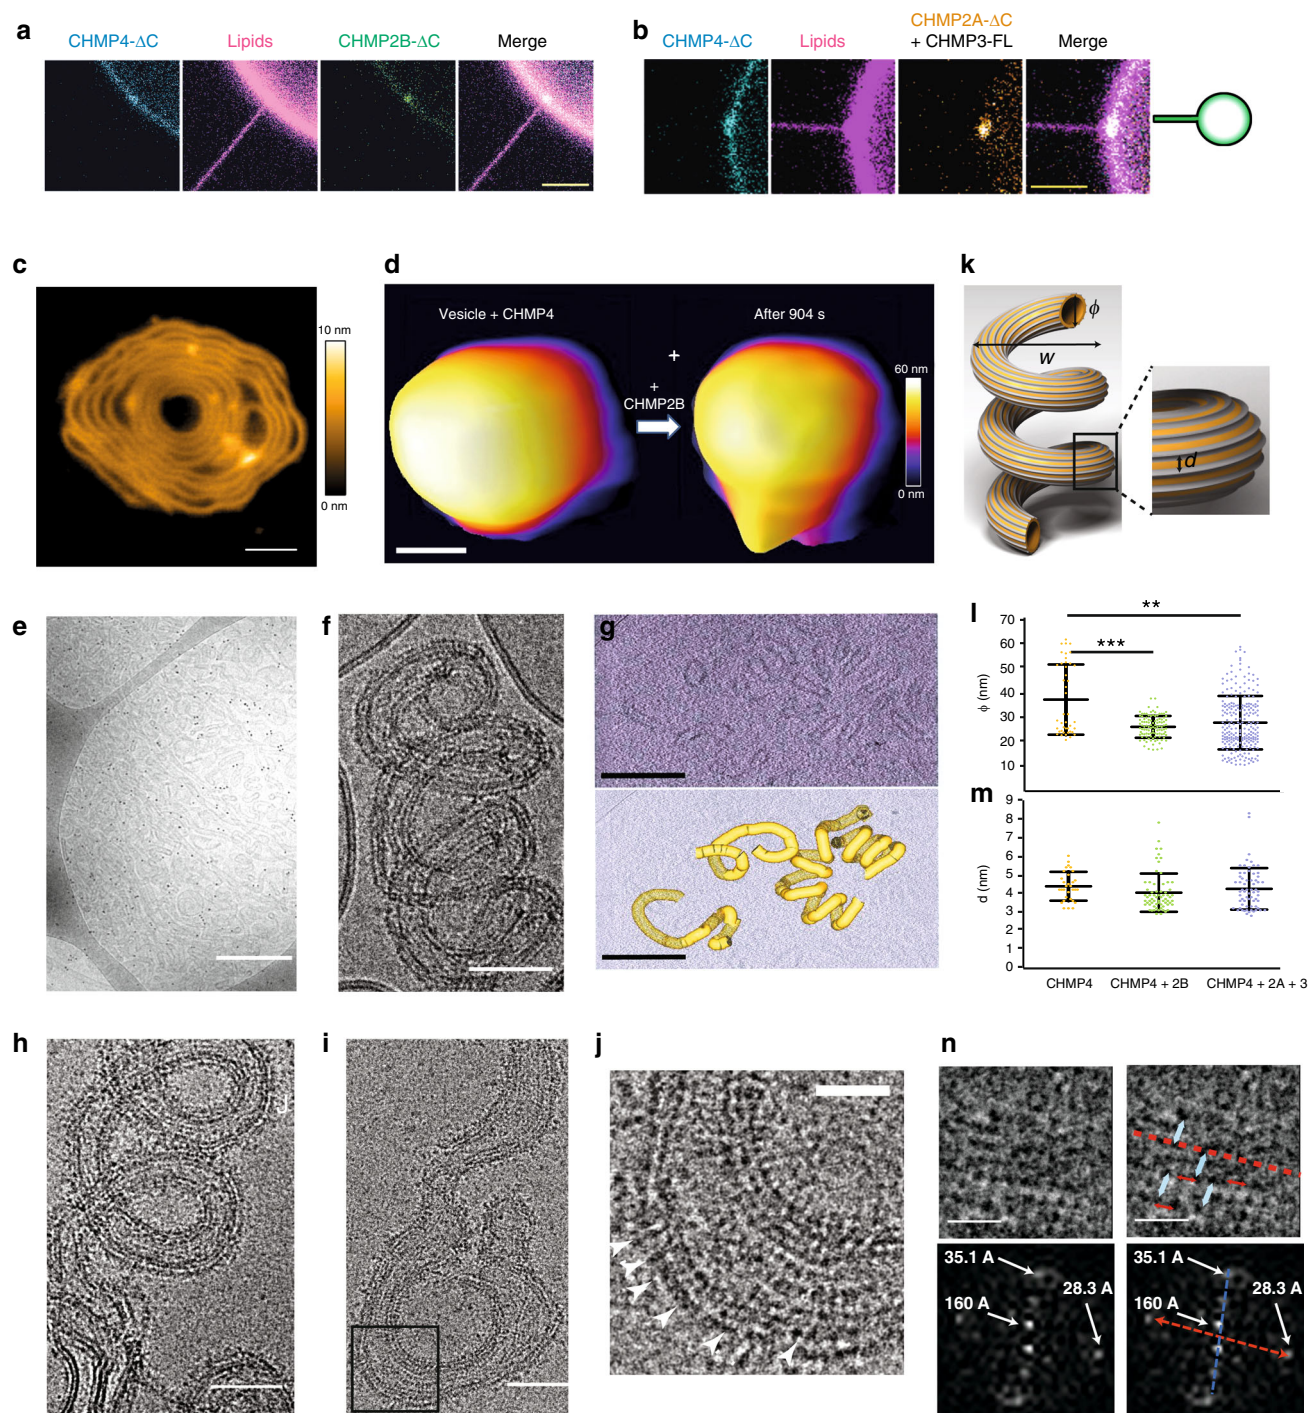 a
CHMP4-ΔC
Lipids
CHMP2B-ΔC
Merge
b
CHMP4-ΔC
Lipids
CHMP2A-ΔC
+ CHMP3-FL
Merge
c
10 nm
0 nm
d
Vesicle + CHMP4
+
CHMP2B
After 904 s
+
60 nm
0 nm
k
ϕ
W
d
e
f
g
l
**
***
70
60
50
40
30
20
10
ϕ (nm)
m
9
8
7
6
5
4
3
2
1
0
d (nm)
CHMP4
CHMP4 + 2B
CHMP4 + 2A + 3
h
J
i
j
n
35.1 A
28.3 A
160 A
35.1 A
28.3 A
160 A